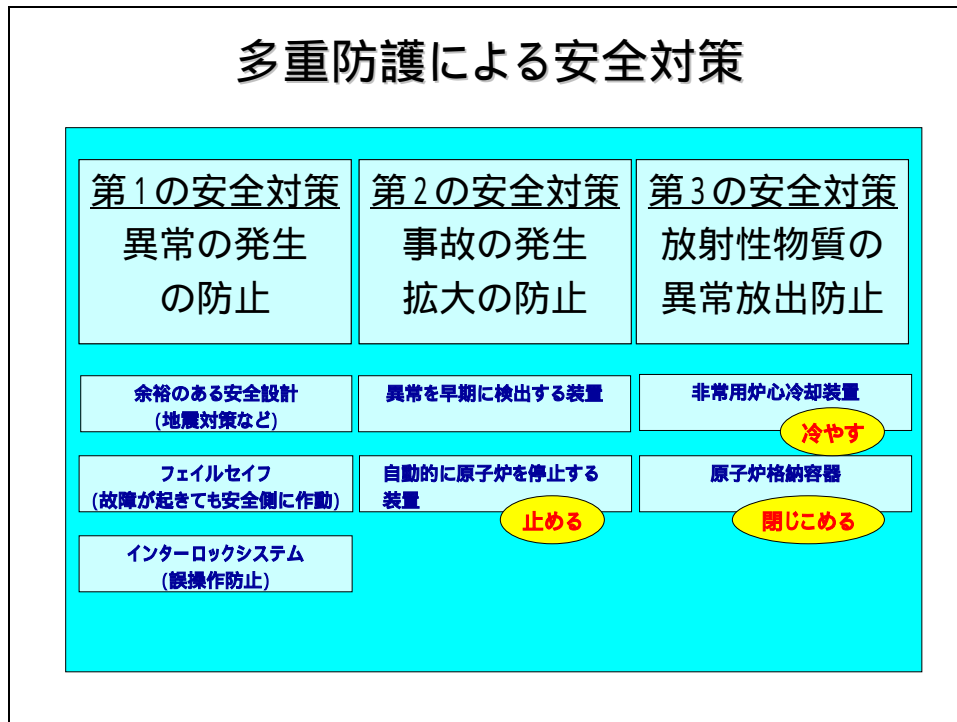 多重防護による安全対策
第1の安全対策
異常の発生
の防止
第2の安全対策
事故の発生
拡大の防止
第3の安全対策
放射性物質の
異常放出防止
余裕のある安全設計
(地震対策など)
フェイルセイフ
(故障が起きても安全側に作動)
インターロックシステム
(誤操作防止)
異常を早期に検出する装置
自動的に原子炉を停止する
装置
止める
非常用炉心冷却装置
冷やす
原子炉格納容器
閉じこめる